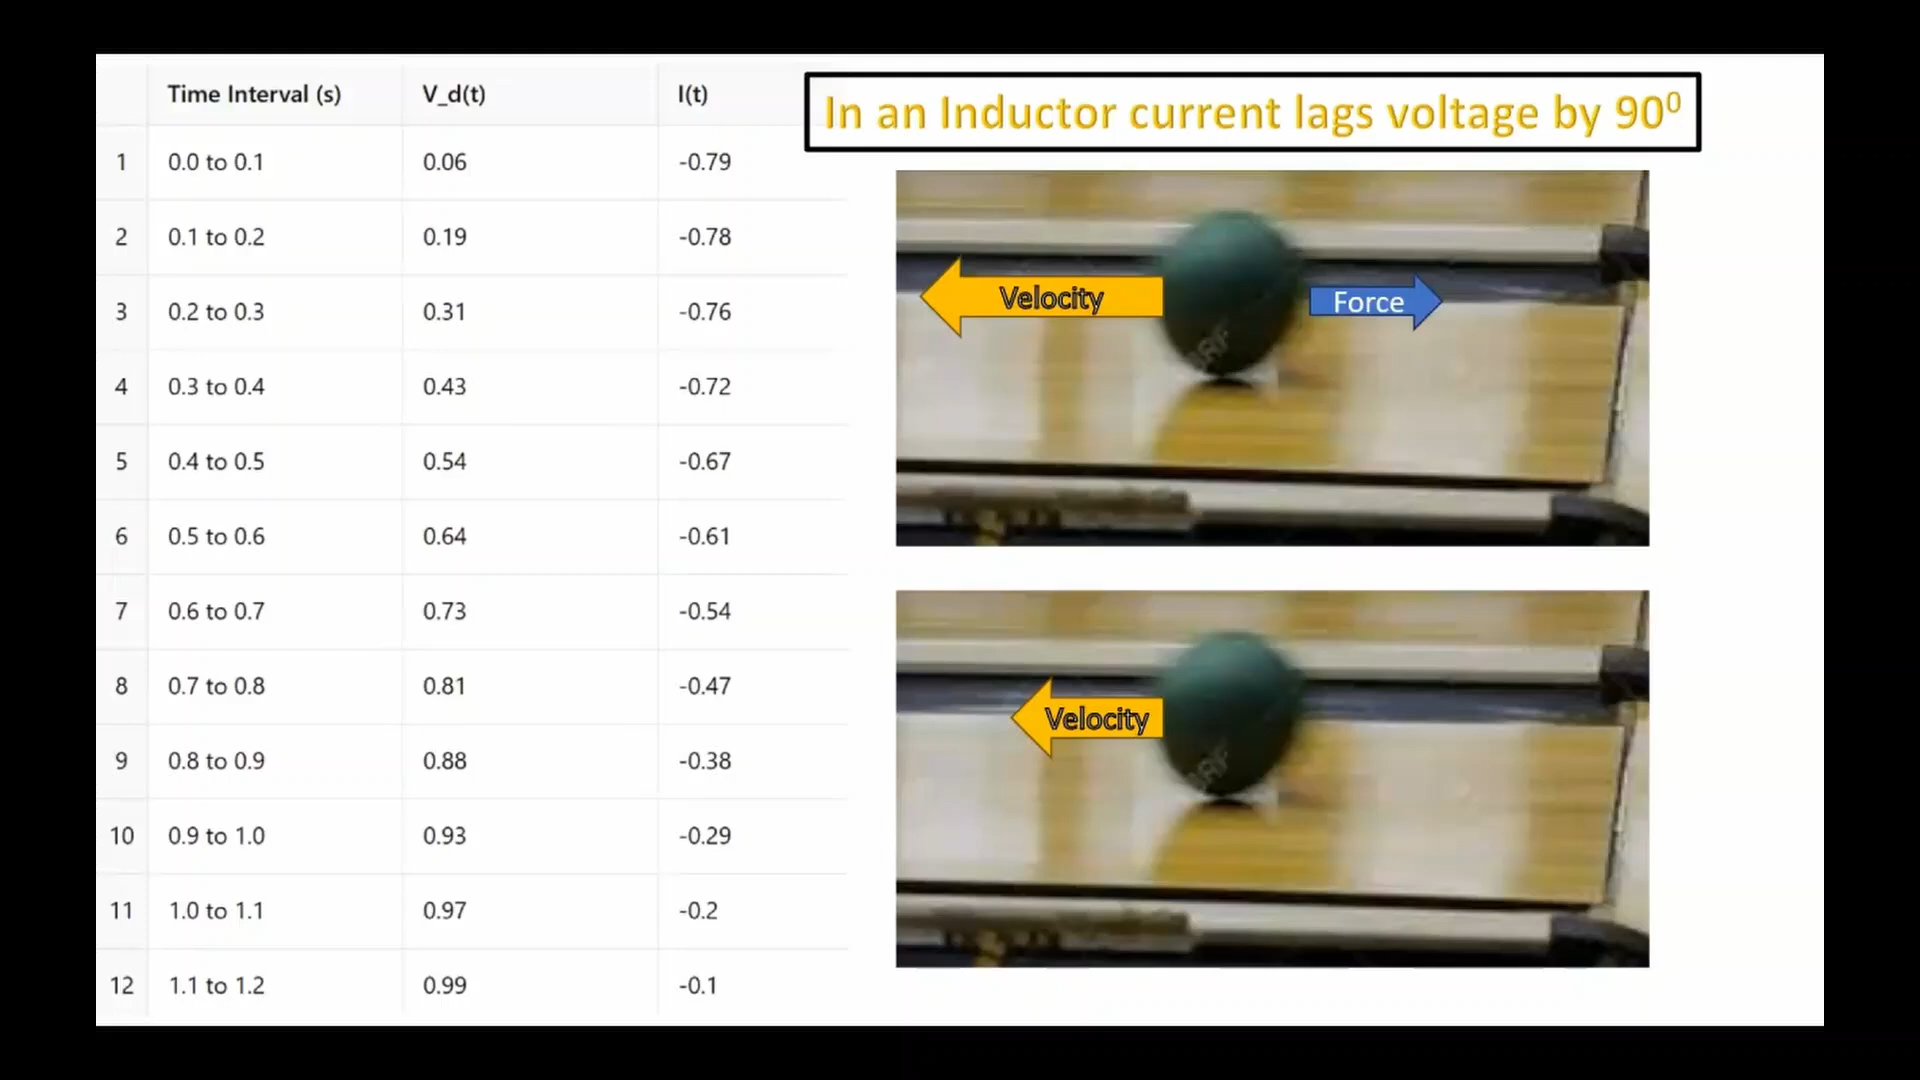 Time Interval (s) V_d(t) I(t)
1 0.0 to 0.1 0.06 -0.79
2 0.1 to 0.2 0.19 -0.78
3 0.2 to 0.3 0.31 -0.76
4 0.3 to 0.4 0.43 -0.72
5 0.4 to 0.5 0.54 -0.67
6 0.5 to 0.6 0.64 -0.61
7 0.6 to 0.7 0.73 -0.54
8 0.7 to 0.8 0.81 -0.47
9 0.8 to 0.9 0.88 -0.38
10 0.9 to 1.0 0.93 -0.29
11 1.0 to 1.1 0.97 -0.2
12 1.1 to 1.2 0.99 -0.1
In an Inductor current lags voltage by 90⁰
Velocity Force
Velocity